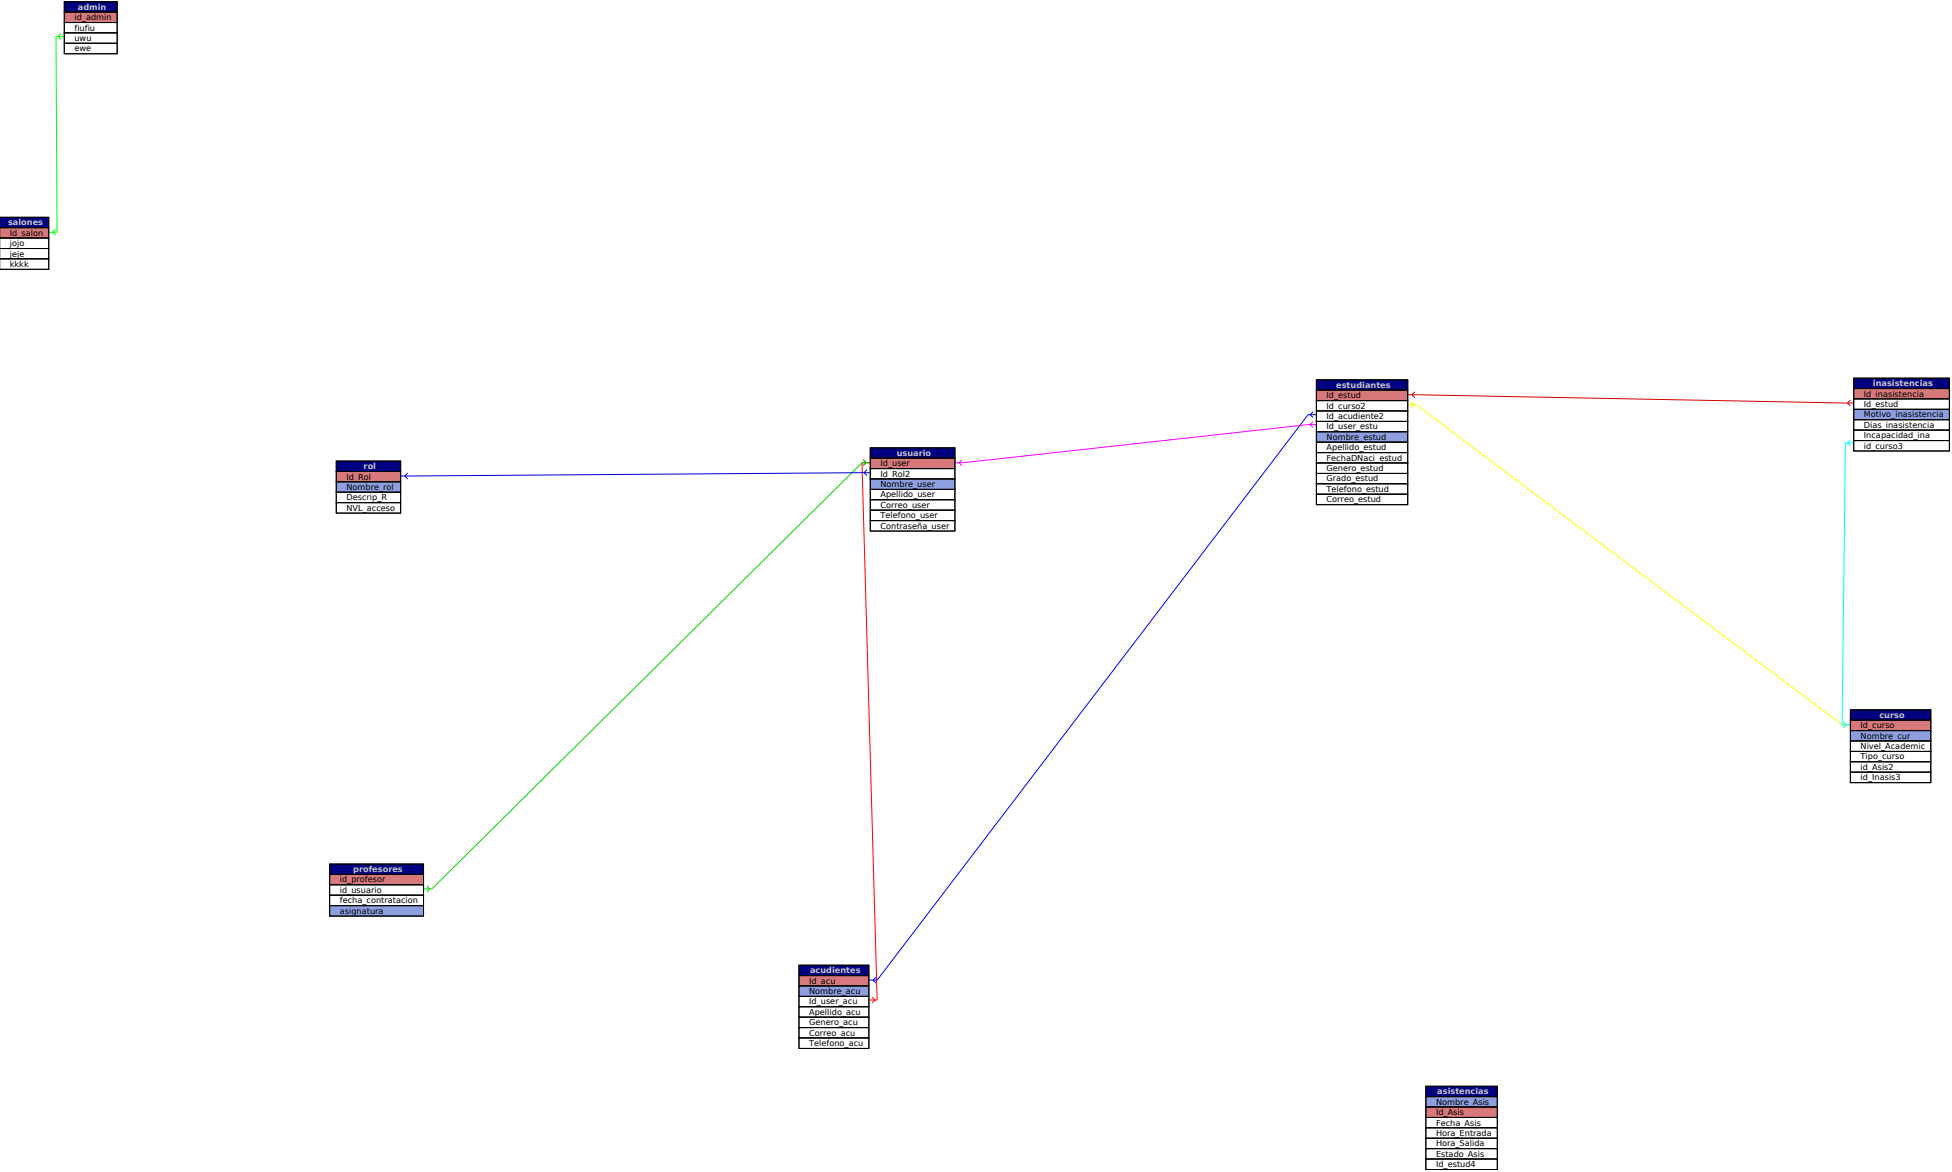 admin
id_admin
fiufiu
uwu
ewe
salones
id_salon
jojo
jeje
kkkk
rol
Id_Rol
Nombre_rol
Descrip_R
NVL_acceso
usuario
Id_user
Id_Rol2
Nombre_user
Apellido_user
Correo_user
Telefono_user
Contraseña_user
estudiantes
Id_estud
Id_curso2
Id_acudiente2
Id_user_estu
Nombre_estud
Apellido_estud
FechaDNaci_estud
Genero_estud
Grado_estud
Telefono_estud
Correo_estud
inasistencias
Id_inasistencia
Id_estud
Motivo_inasistencia
Dias_inasistencia
Incapacidad_ina
id_curso3
curso
Id_curso
Nombre_cur
Nivel_Academic
Tipo_curso
id_Asis2
id_Inasis3
profesores
id_profesor
id_usuario
fecha_contratacion
asignatura
acudientes
Id_acu
Nombre_acu
Id_user_acu
Apellido_acu
Genero_acu
Correo_acu
Telefono_acu
asistencias
Nombre_Asis
Id_Asis
Fecha_Asis
Hora_Entrada
Hora_Salida
Estado_Asis
Id_estud4